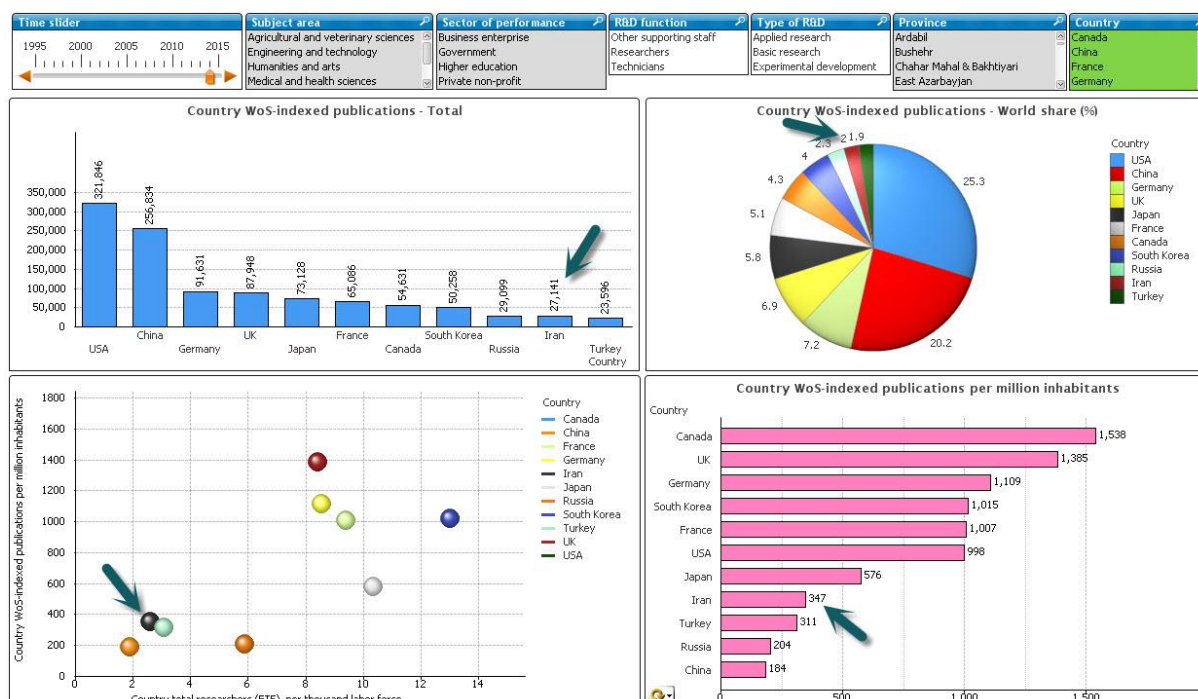 Time slider
1995 2000 2005 2010 2015
Subject area
Agricultural and veterinary sciences
Engineering and technology
Humanities and arts
Medical and health sciences
Sector of performance
Business enterprise
Government
Higher education
Private non-profit
R&D function
Other supporting staff
Researchers
Technicians
Type of R&D
Applied research
Basic research
Experimental development
Province
Ardabil
Bushehr
Chahar Mahal & Bakhtiyari
East Azarbayjan
Country
Canada
China
France
Germany
Country WoS-indexed publications - Total
350,000
300,000
250,000
200,000
150,000
100,000
50,000
0
321,846
256,834
91,631
87,948
73,128
65,086
54,631
50,258
29,099
27,141
23,596
China UK France South Korea Iran
USA Germany Japan Canada Russia Turkey
Country
Country WoS-indexed publications - World share (%)
25.3
20.2
7.2
6.9
5.8
5.1
4.3
4
2.3
2
1.9
Country
USA
China
Germany
UK
Japan
France
Canada
South Korea
Russia
Iran
Turkey
Country WoS-indexed publications per million inhabitants
1800
1600
1400
1200
1000
800
600
400
200
0
0 2 4 6 8 10 12 14
Country total researchers (FTE), per thousand labor force
Country
Canada
China
France
Germany
Iran
Japan
Russia
South Korea
Turkey
UK
USA
Country WoS-indexed publications per million inhabitants
Country
Canada 1,538
UK 1,385
Germany 1,109
South Korea 1,015
France 1,007
USA 998
Japan 576
Iran 347
Turkey 311
Russia 204
China 184
0 500 1,000 1,500